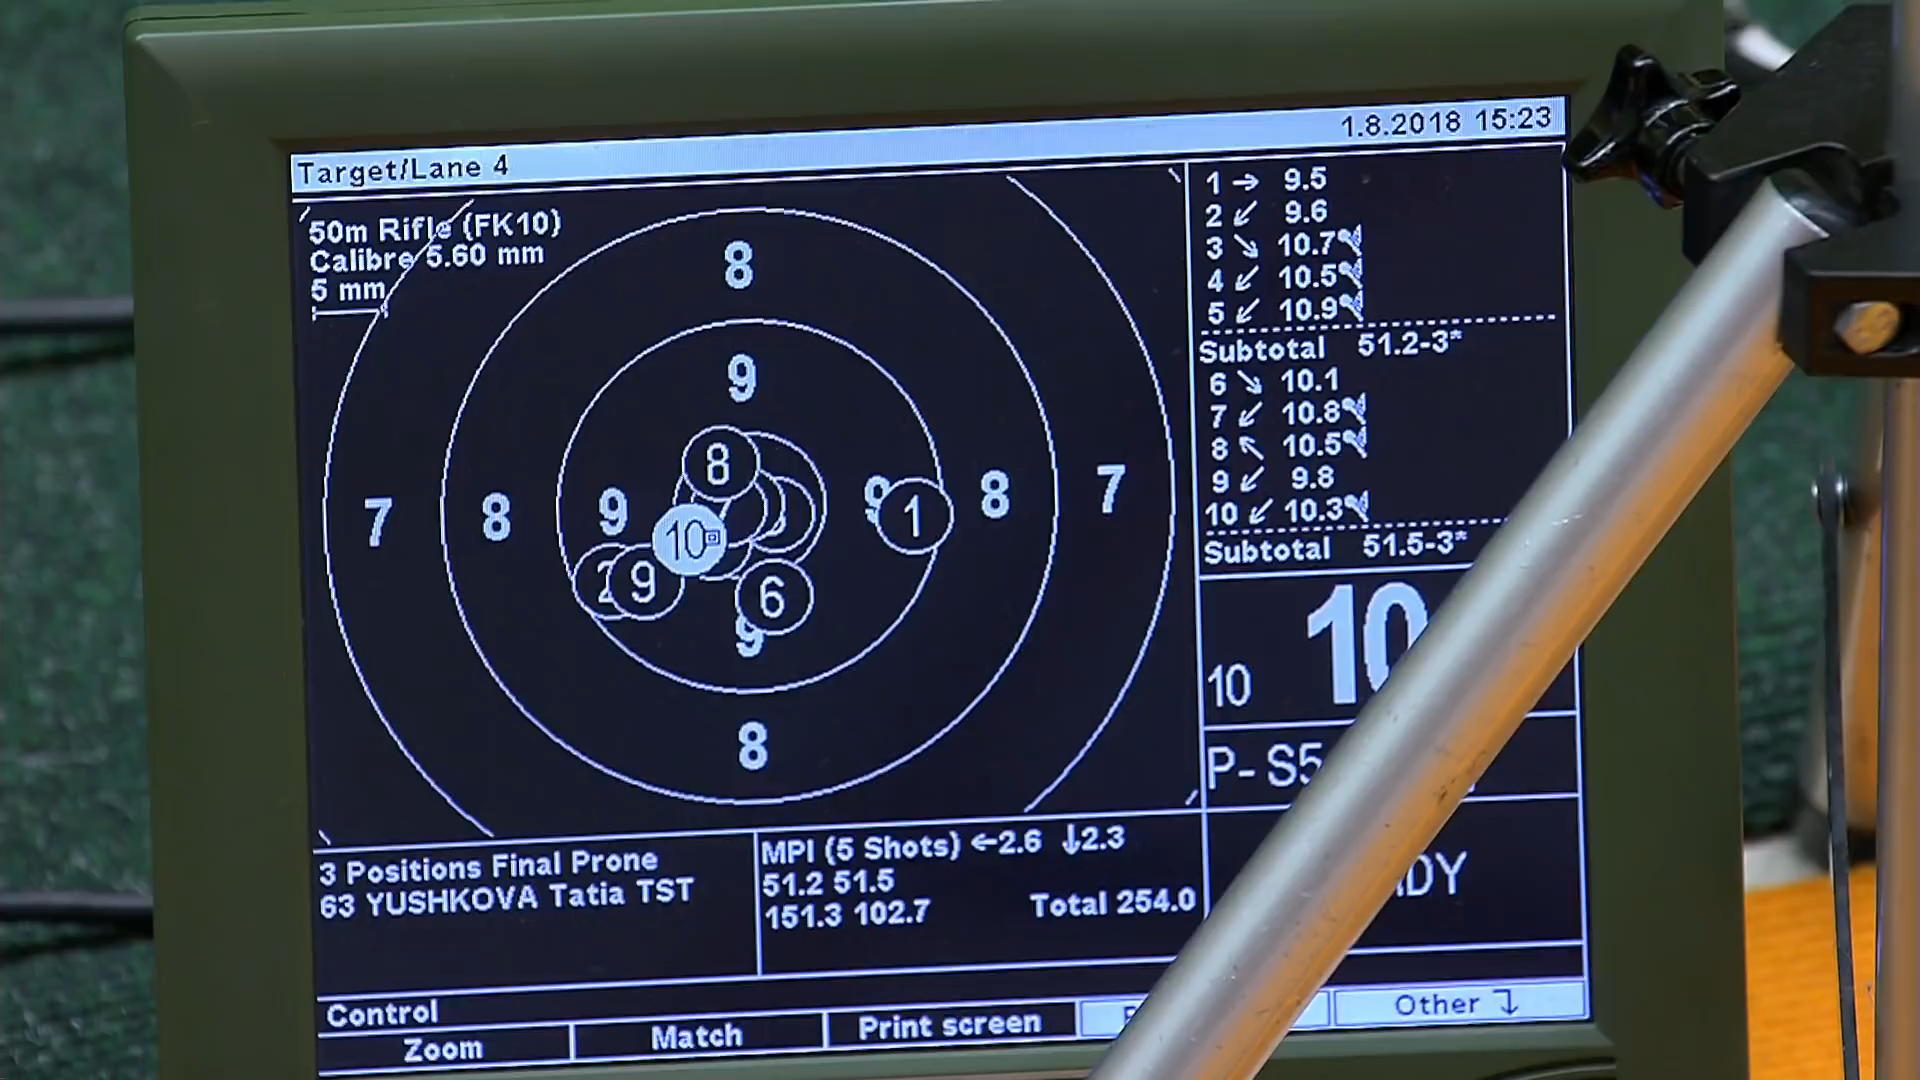 1.8.2018 15:23
Target/Lane 4
50m Rifle (FK10)
Calibre 5.60 mm
5 mm
8
9
8
7
8
9
10
9
1
8
7
2
9
6
9
8
1 → 9.5
2 ↙ 9.6
3 ↘ 10.7*
4 ↙ 10.5*
5 ↙ 10.9*
Subtotal 51.2-3*
6 ↘ 10.1
7 ↙ 10.8*
8 ↖ 10.5*
9 ↙ 9.8
10 ↙ 10.3*
Subtotal 51.5-3*
10 10
P- S5
3 Positions Final Prone
63 YUSHKOVA Tatia TST
MPI (5 Shots) ←2.6 ↓2.3
51.2 51.5
151.3 102.7 Total 254.0
Control
Zoom
Match
Print screen
Other